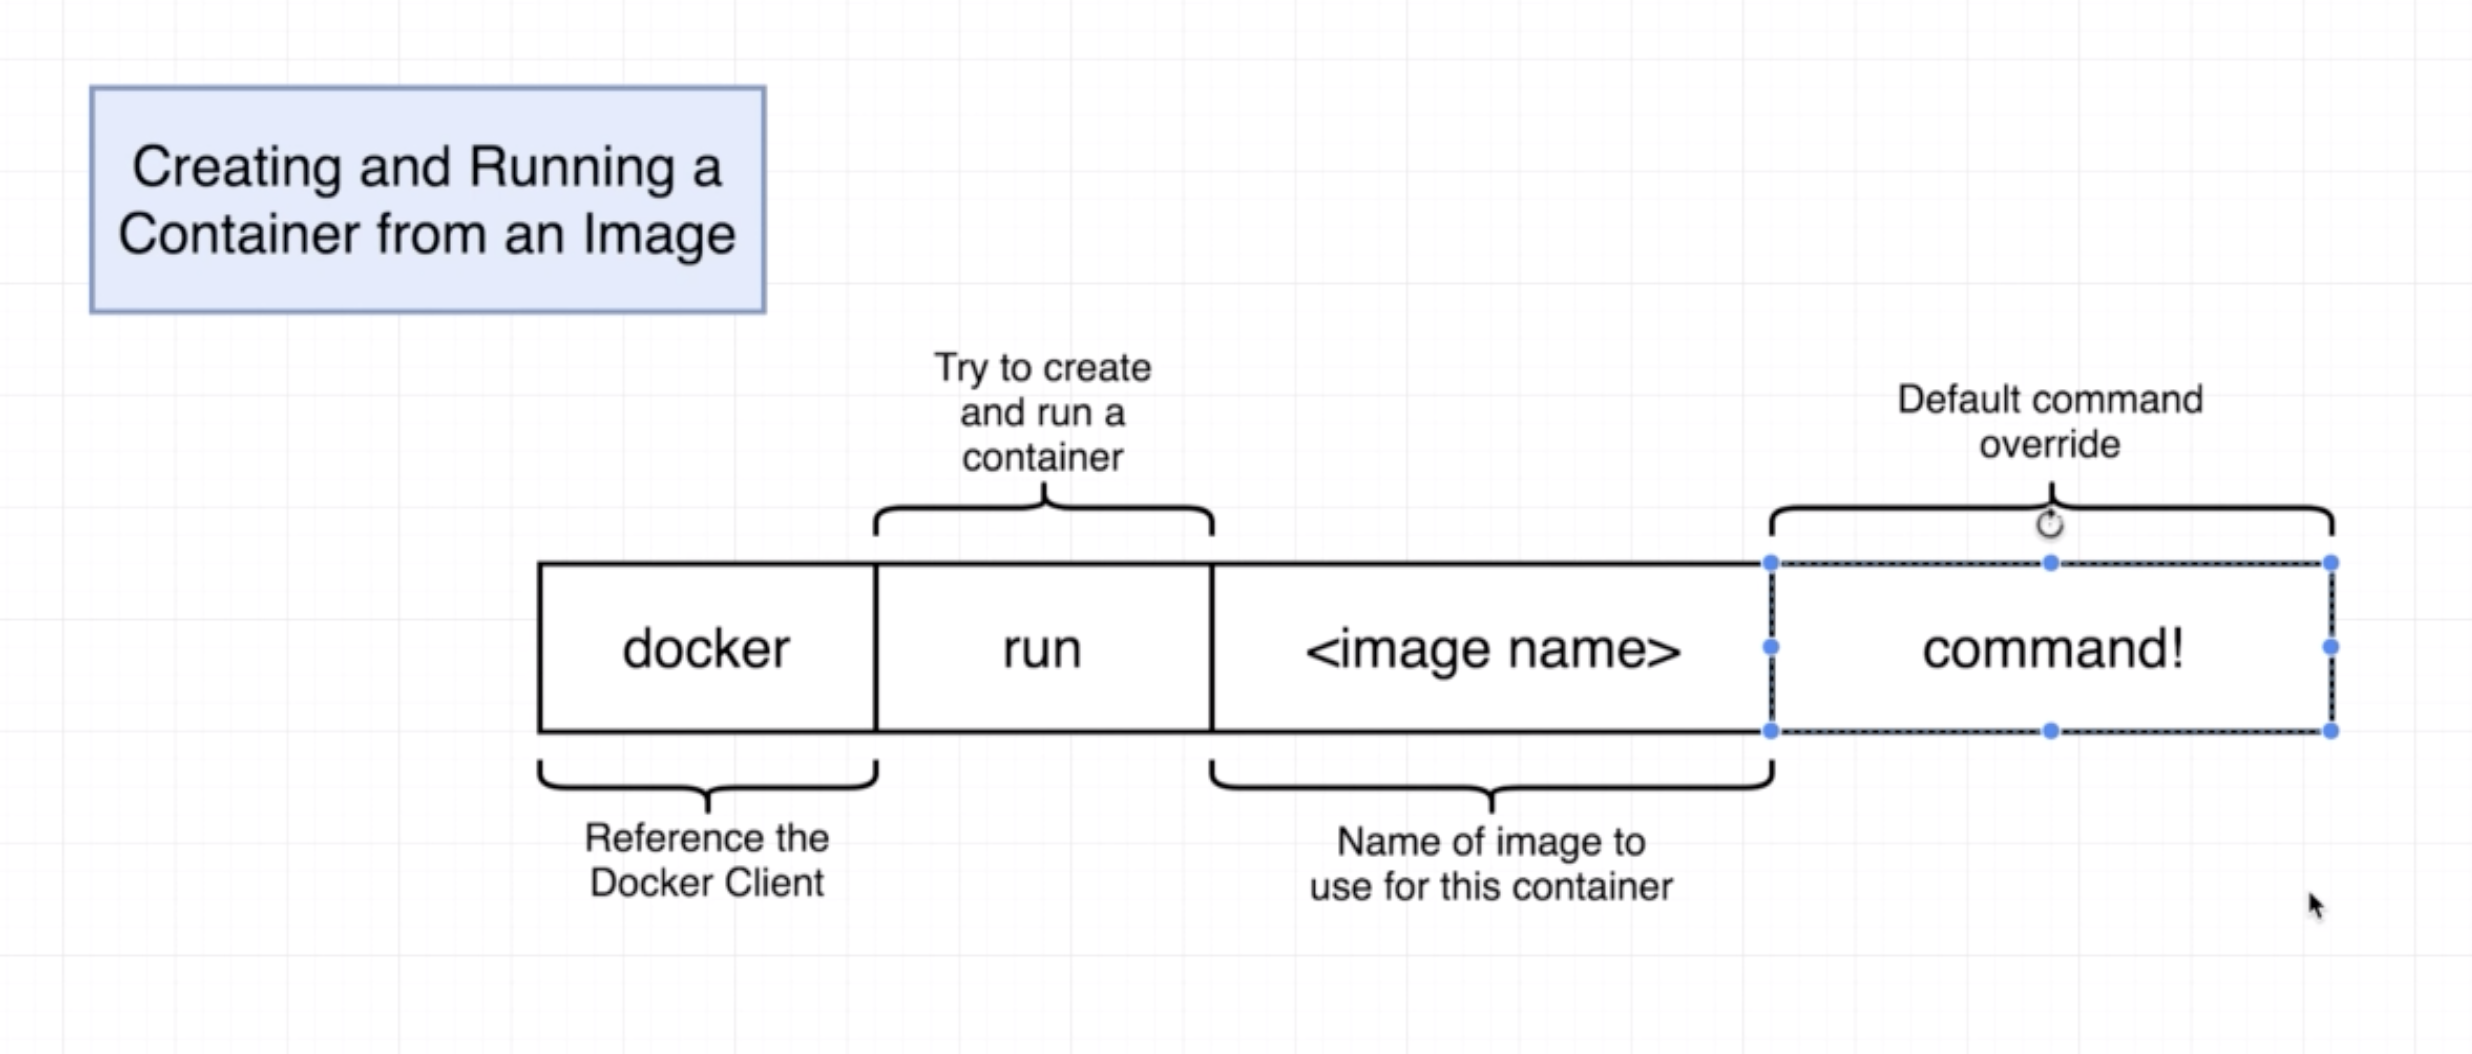 Creating and Running a
Container from an Image
Try to create
and run a
container
Default command
override
docker
run
<image name>
command!
Reference the
Docker Client
Name of image to
use for this container